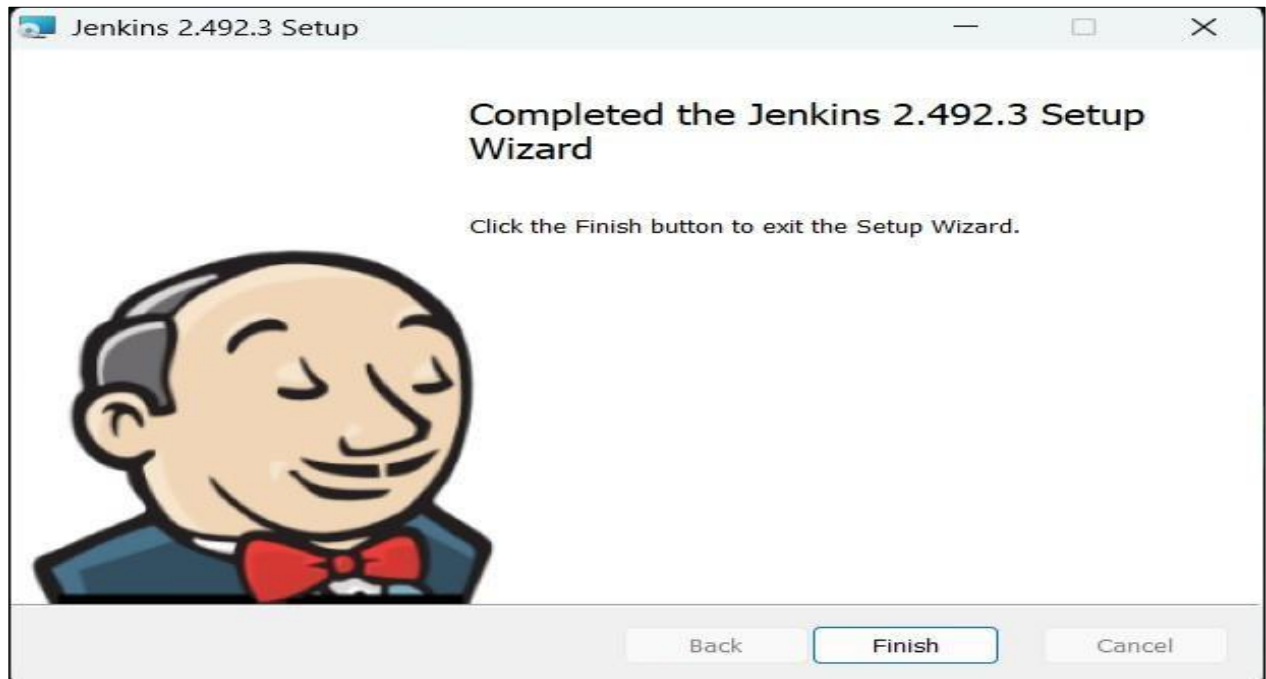 Jenkins 2.492.3 Setup
Completed the Jenkins 2.492.3 Setup
Wizard
Click the Finish button to exit the Setup Wizard.
Back
Finish
Cancel